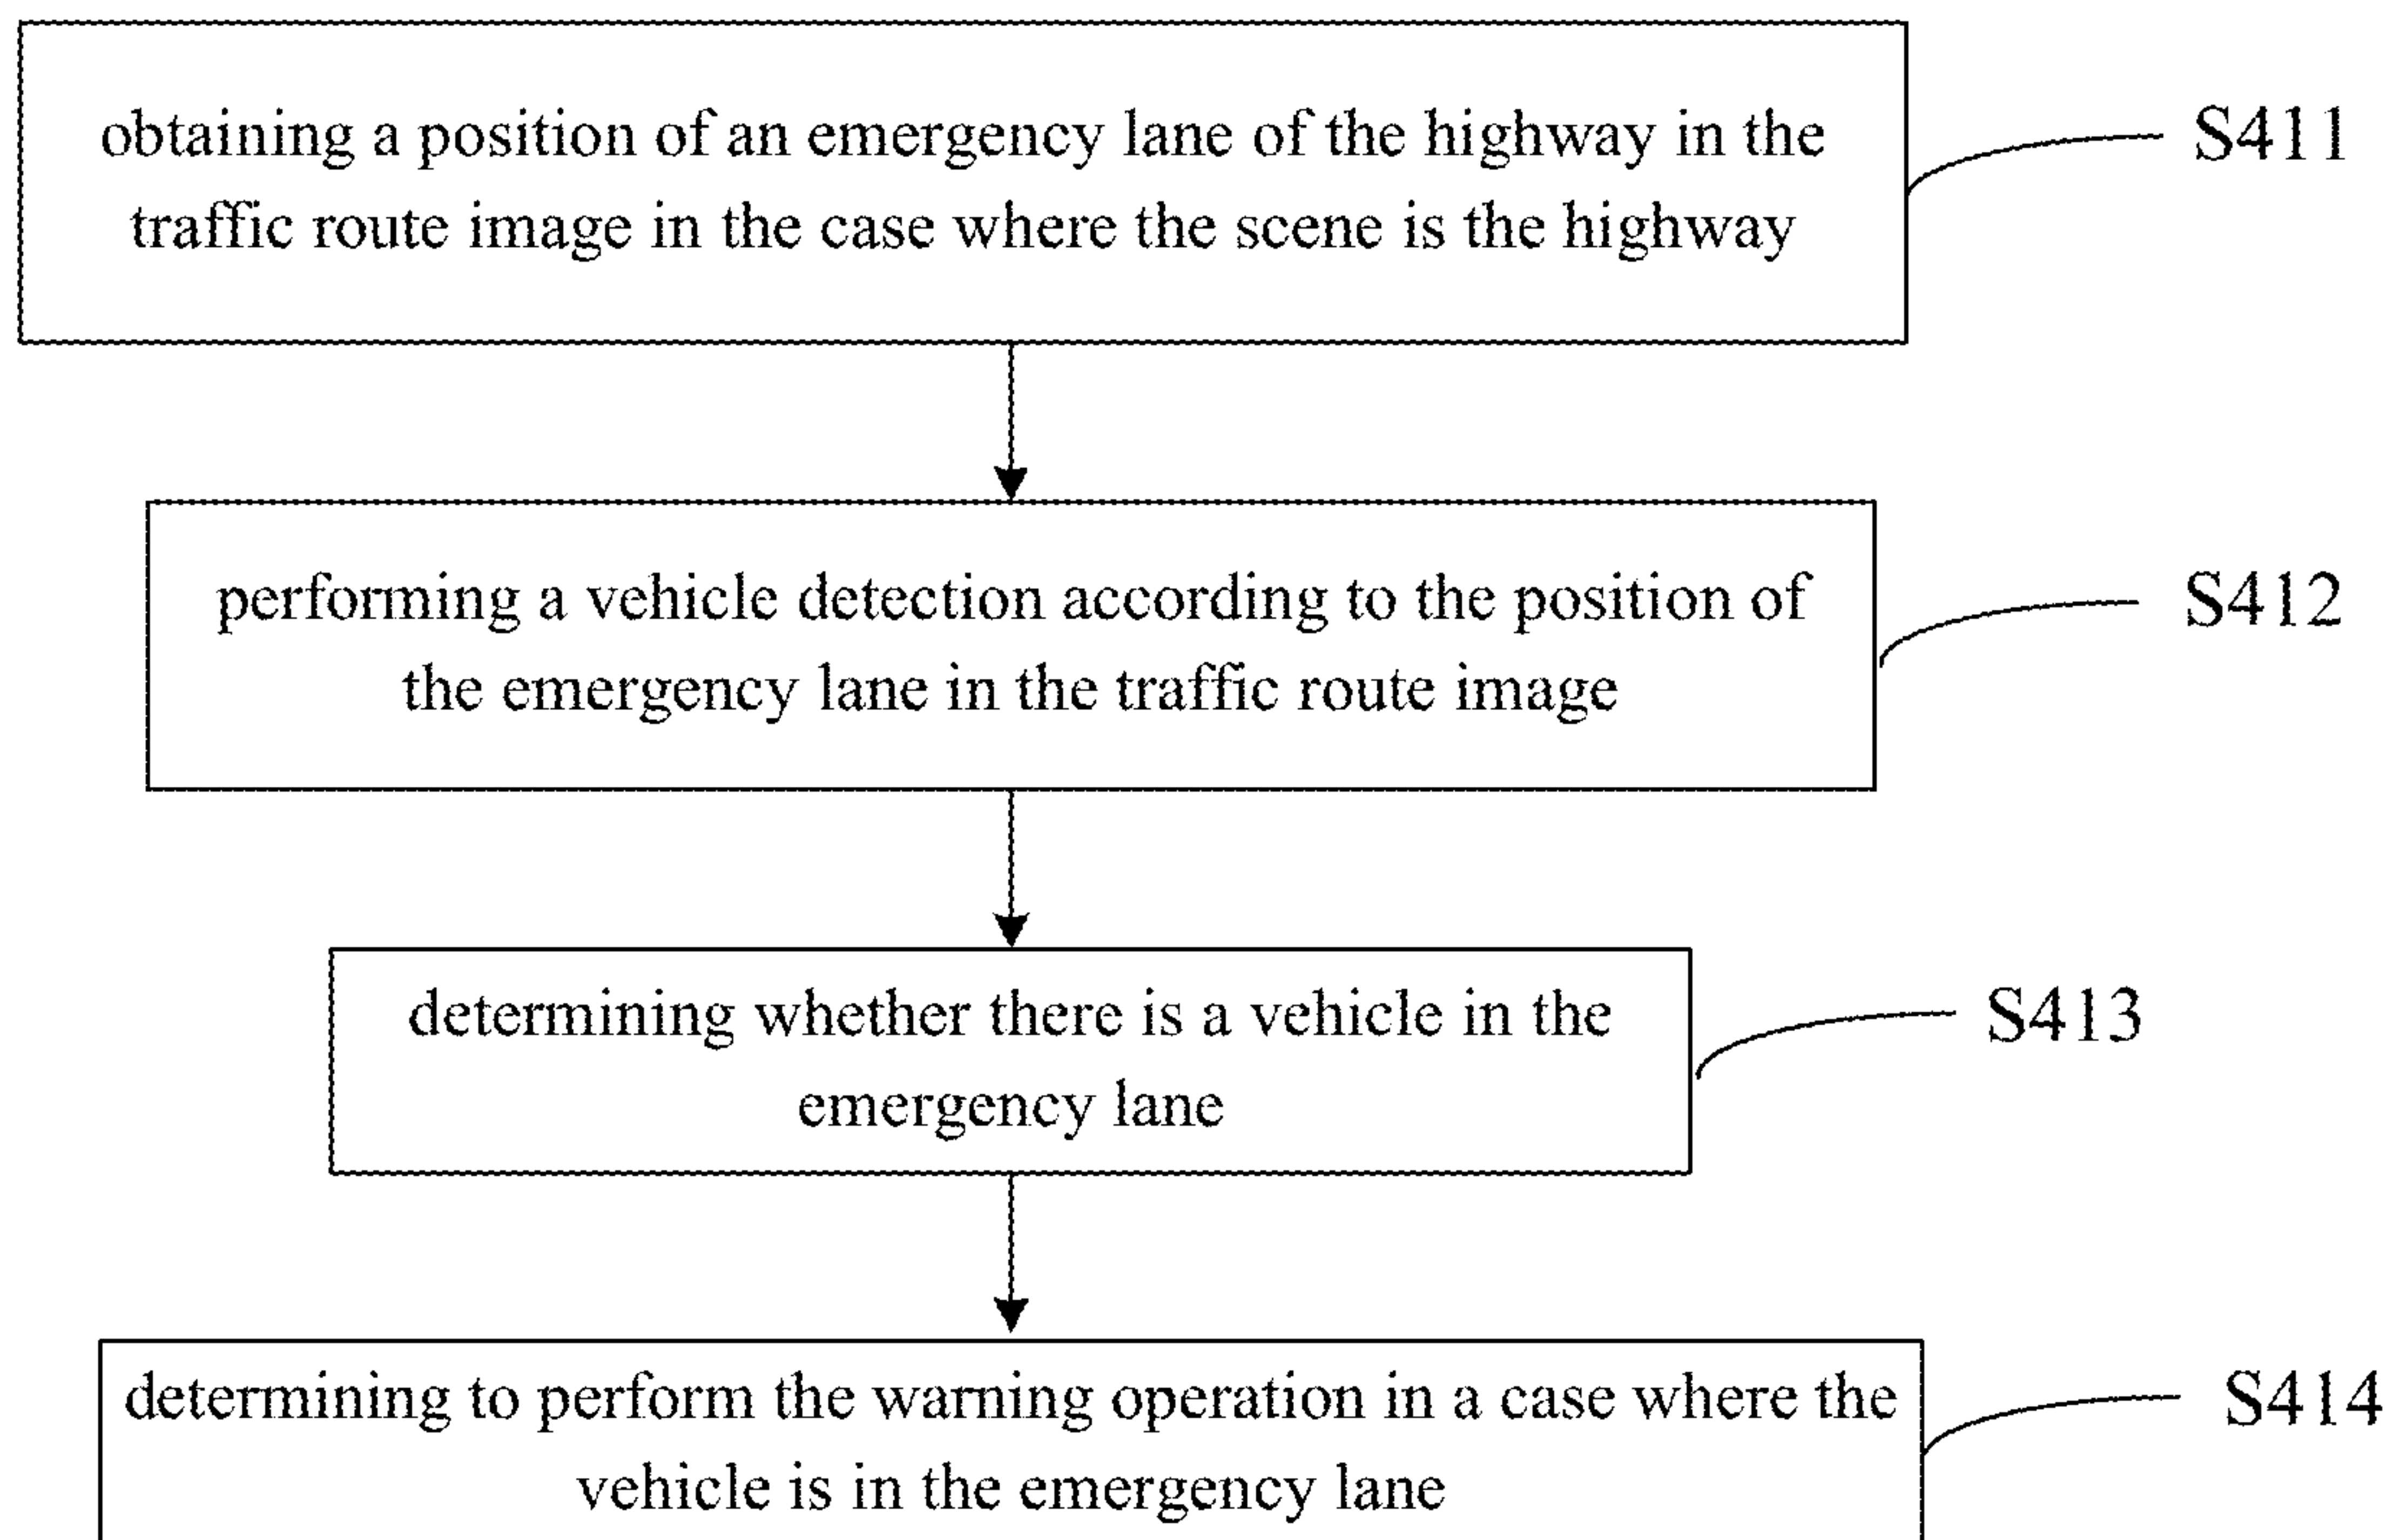 obtaining a position of an emergency lane of the highway in the
traffic route image in the case where the scene is the highway
S411
performing a vehicle detection according to the position of
the emergency lane in the traffic route image
S412
determining whether there is a vehicle in the
emergency lane
S413
determining to perform the warning operation in a case where the
vehicle is in the emergency lane
S414